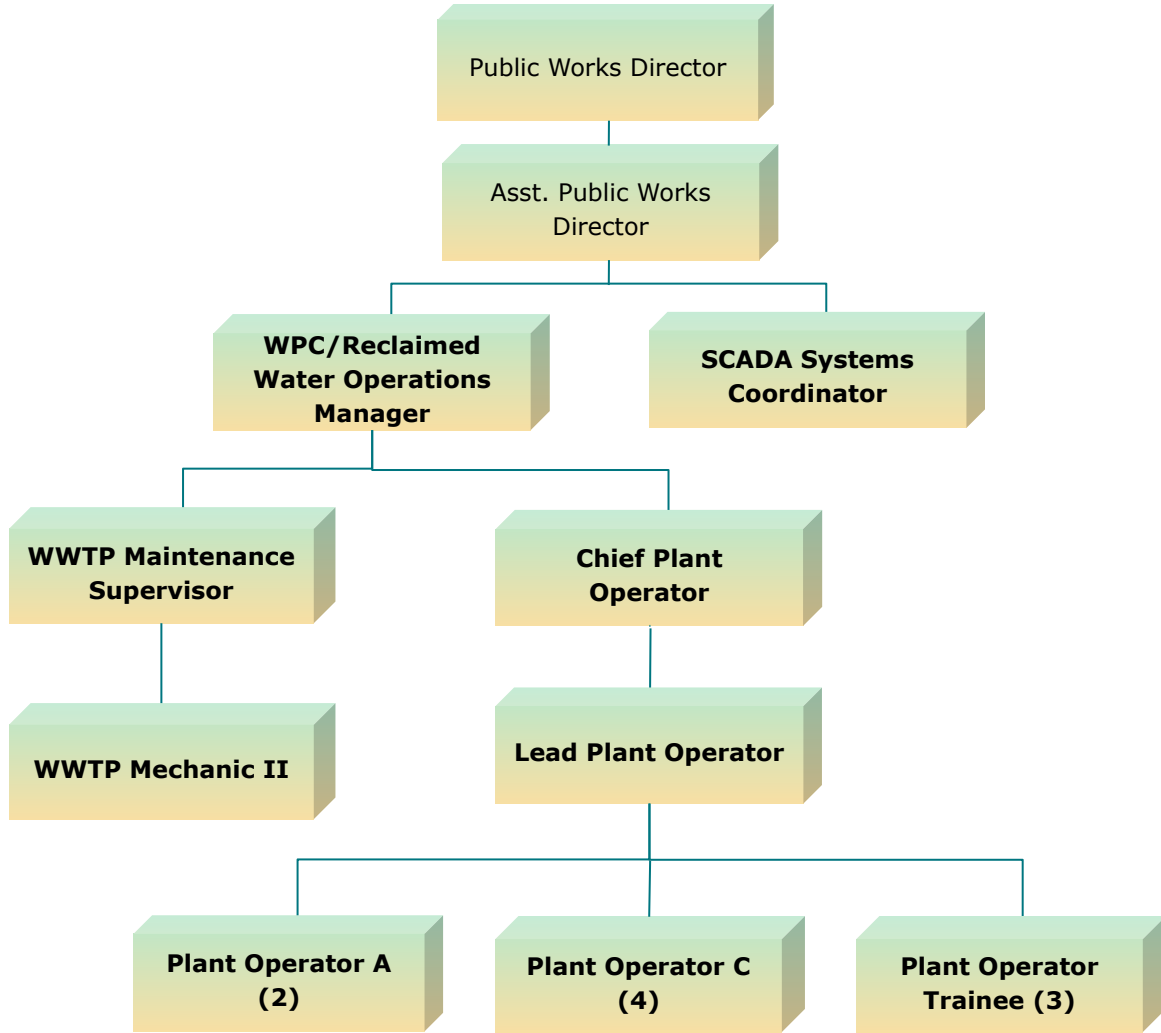 Public Works Director
Asst. Public Works
Director
WPC/Reclaimed
Water Operations
Manager
SCADA Systems
Coordinator
WWTP Maintenance
Supervisor
Chief Plant
Operator
WWTP Mechanic II
Lead Plant Operator
Plant Operator A
(2)
Plant Operator C
(4)
Plant Operator
Trainee (3)